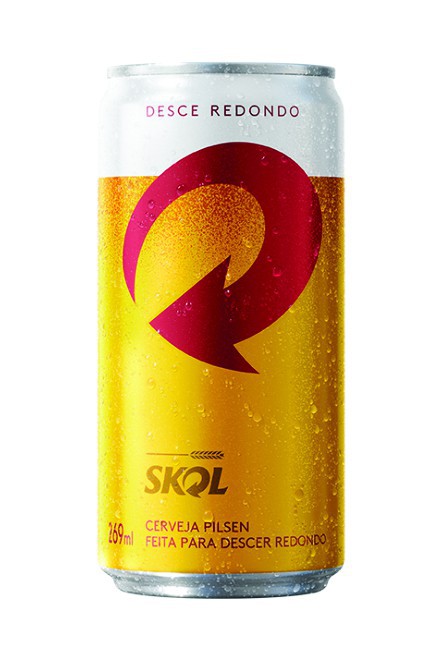 DESCE REDONDO
SKOL
269ml
CERVEJA PILSEN
FEITA PARA DESCER REDONDO